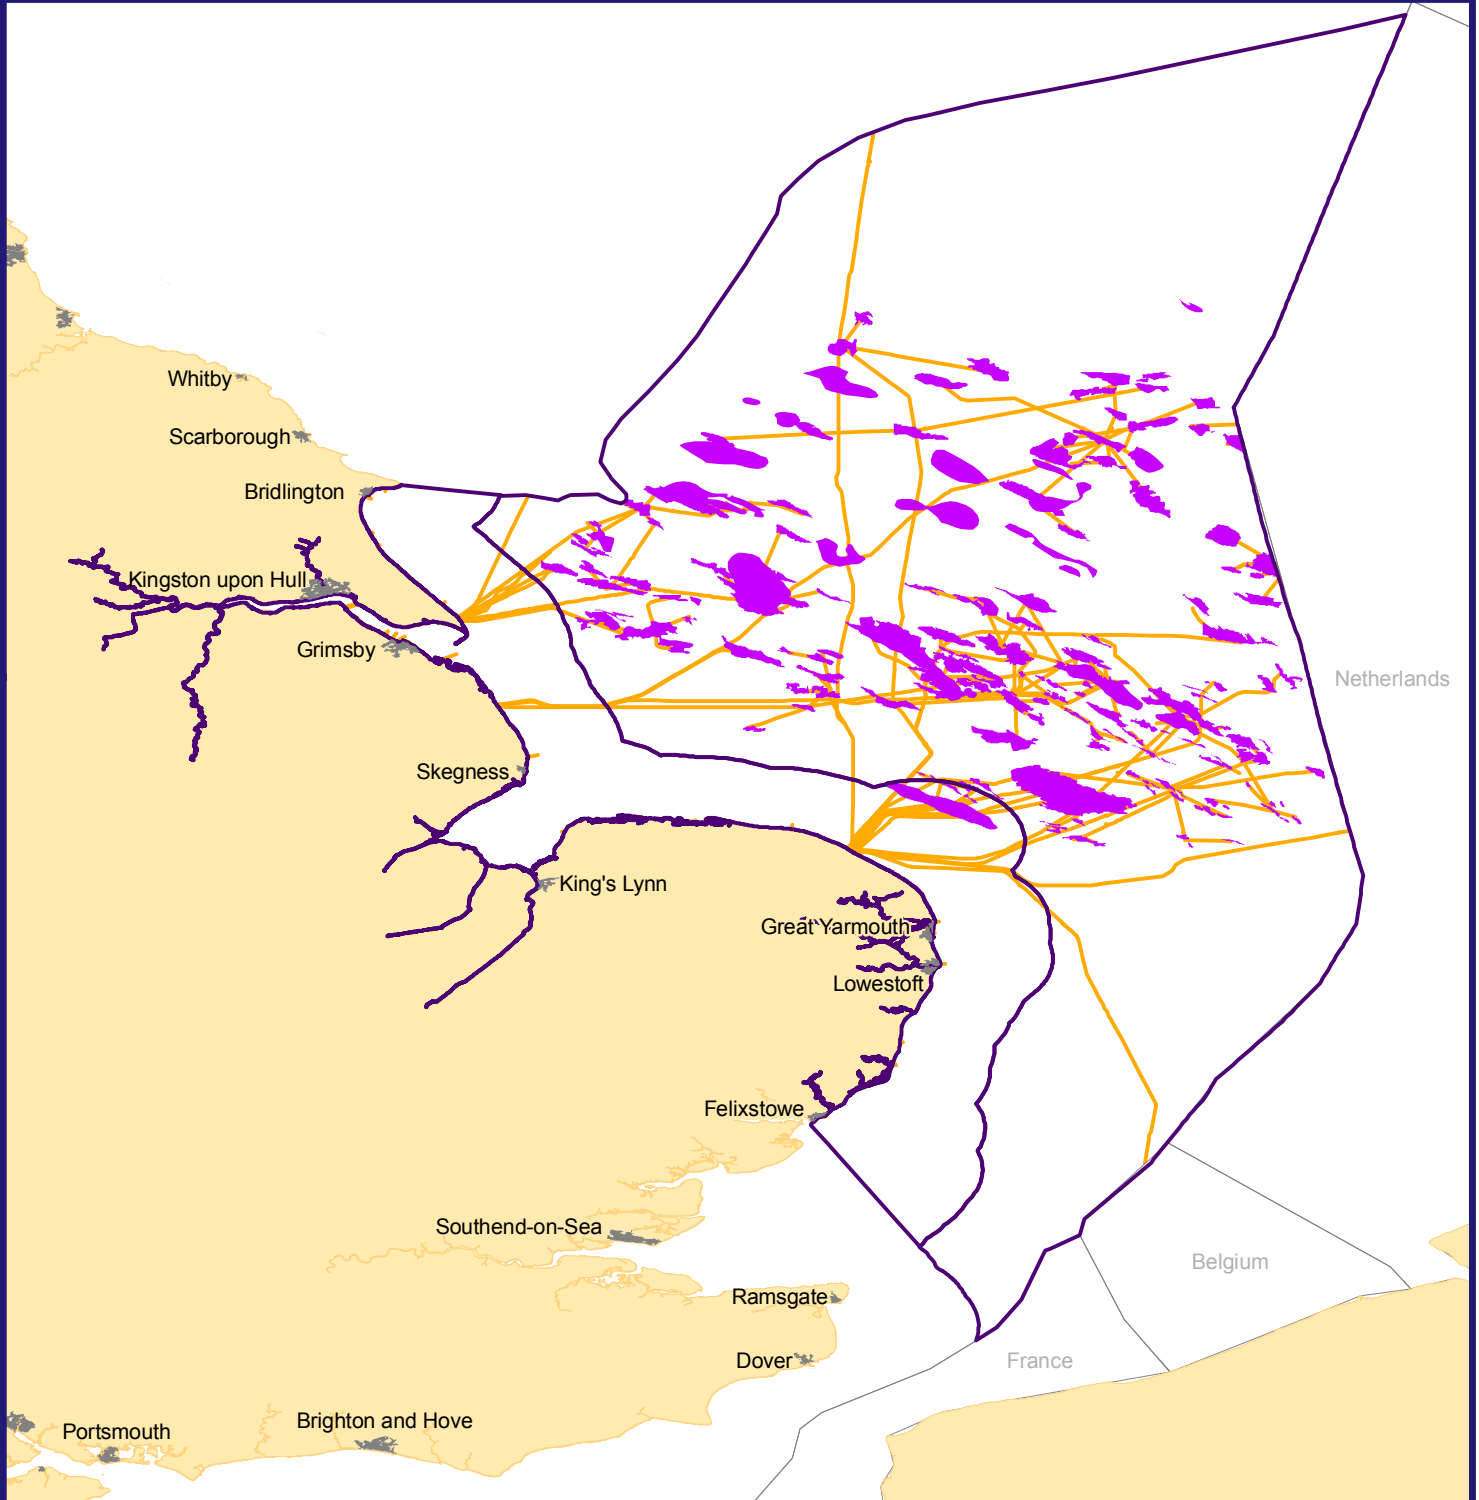 Whitby
Scarborough
Bridlington
Kingston upon Hull
Grimsby
Netherlands
Skegness
King's Lynn
Great Yarmouth
Lowestoft
Felixstowe
Southend-on-Sea
Belgium
Ramsgate
Dover
France
Brighton and Hove
Portsmouth